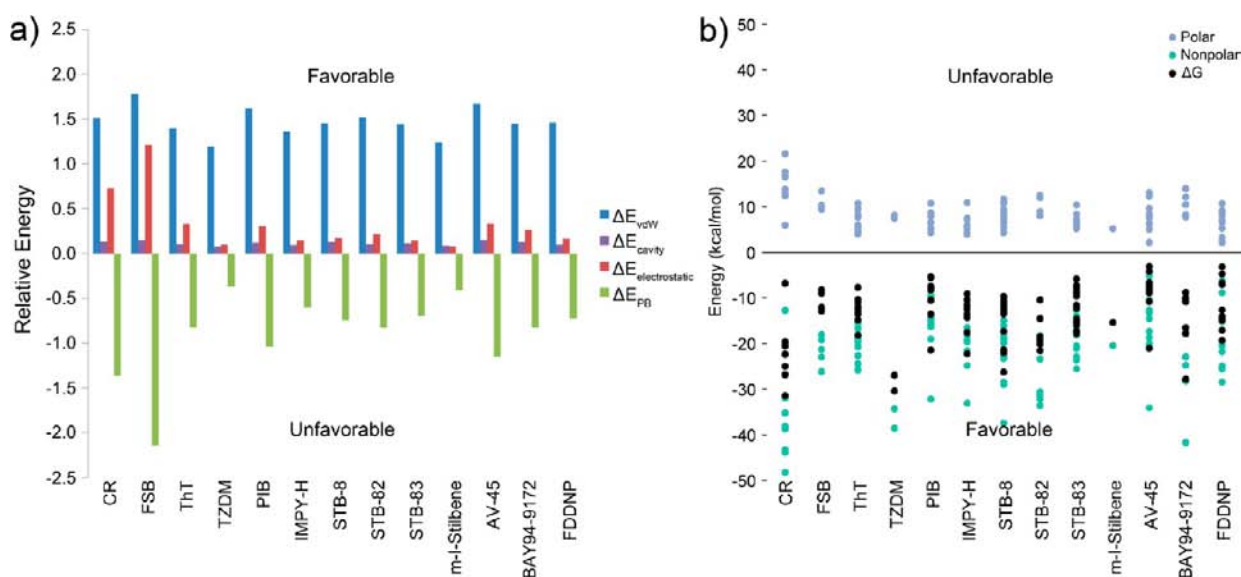 a)
2.5
2.0
1.5
1.0
0.5
0.0
-0.5
-1.0
-1.5
-2.0
-2.5
Relative Energy
Favorable
Unfavorable
ΔEvdW
ΔEcavity
ΔEelectrostatic
ΔEPB
CR
FSB
ThT
TZDM
PIB
IMPY-H
STB-8
STB-82
STB-83
m-I-Stilbene
AV-45
BAY94-9172
FDDNP
b)
50
40
30
20
10
0
-10
-20
-30
-40
-50
Energy (kcal/mol)
Unfavorable
Favorable
Polar
Nonpolar
ΔG
CR
FSB
ThT
TZDM
PIB
IMPY-H
STB-8
STB-82
STB-83
m-I-Stilbene
AV-45
BAY94-9172
FDDNP